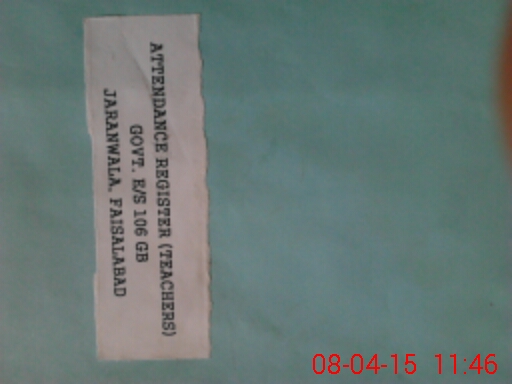 ATTENDANCE REGISTER (TEACHERS)
GOVT. E/S 106 GB
JARANWALA, FAISALABAD
08-04-15 11:46